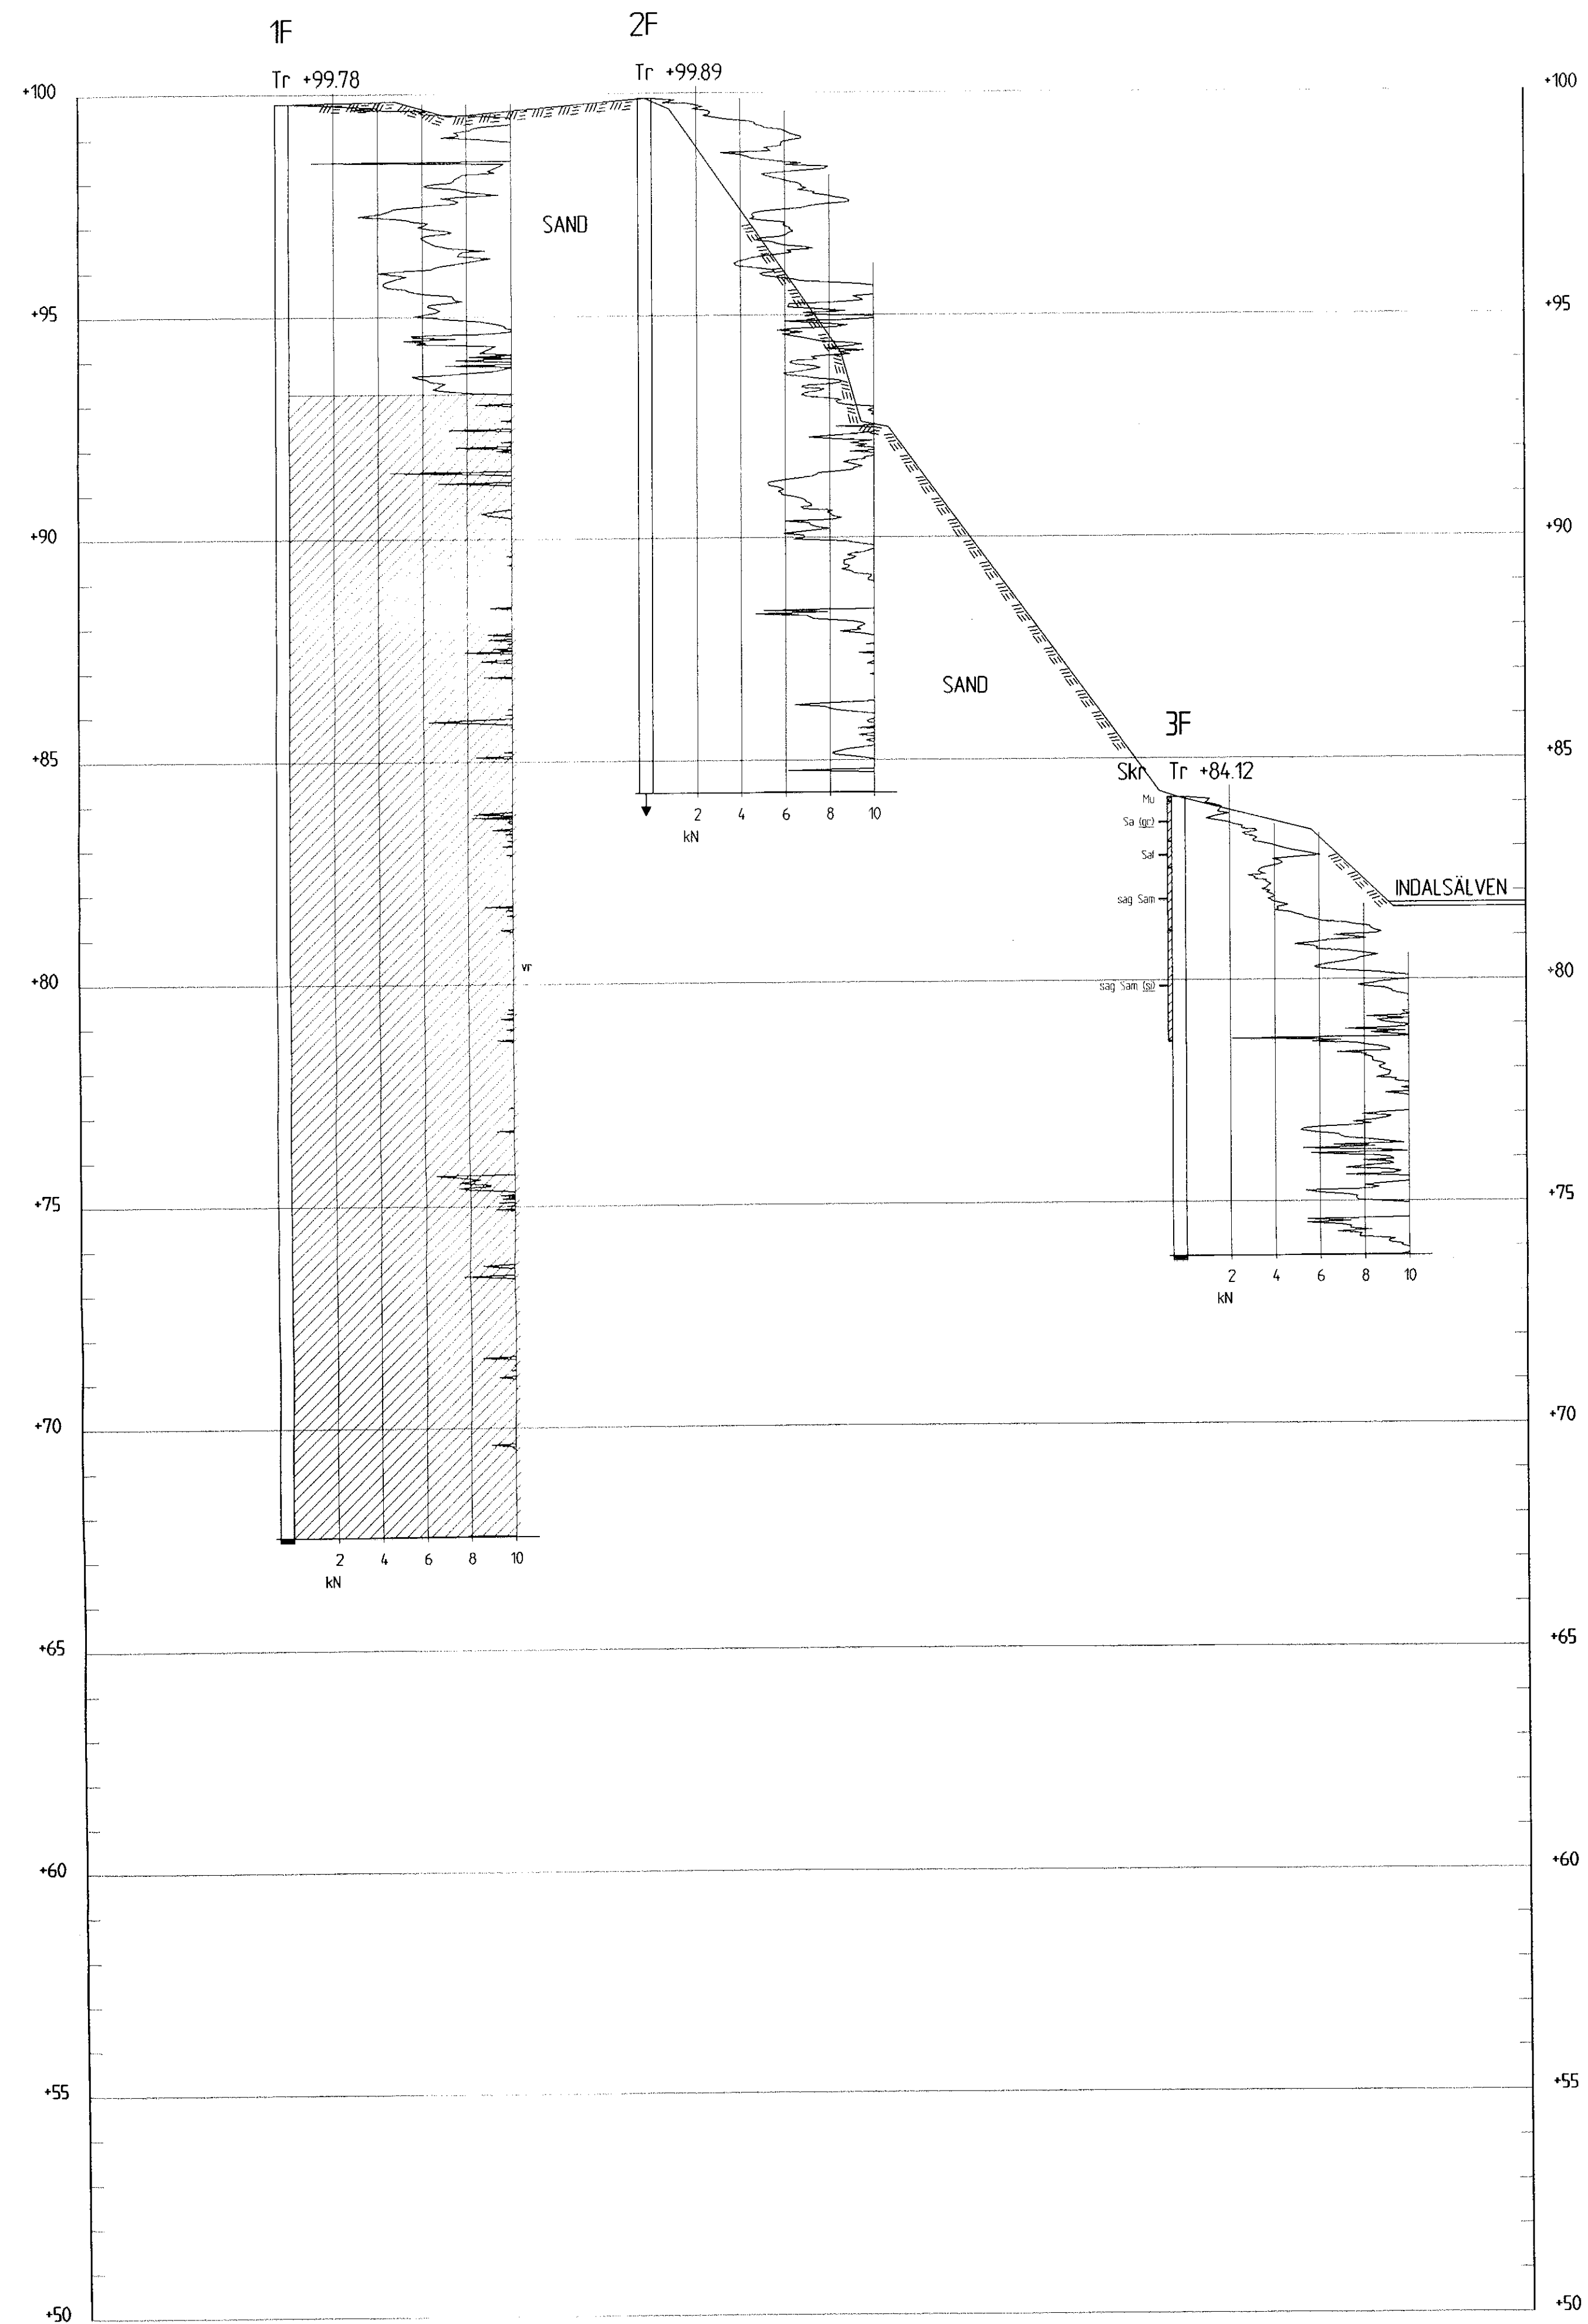 1F
2F
Tr +99.78
Tr +99.89
+100
+100
SAND
+95
+95
+90
+90
SAND
3F
+85
+85
Skr Tr +84.12
Mu
2 4 6 8 10
kN
Sa (gr)
Saf
INDALSÄLVEN
sag Sam
vr
+80
+80
sag Sam (si)
+75
+75
2 4 6 8 10
kN
+70
+70
2 4 6 8 10
kN
+65
+65
+60
+60
+55
+55
+50
+50